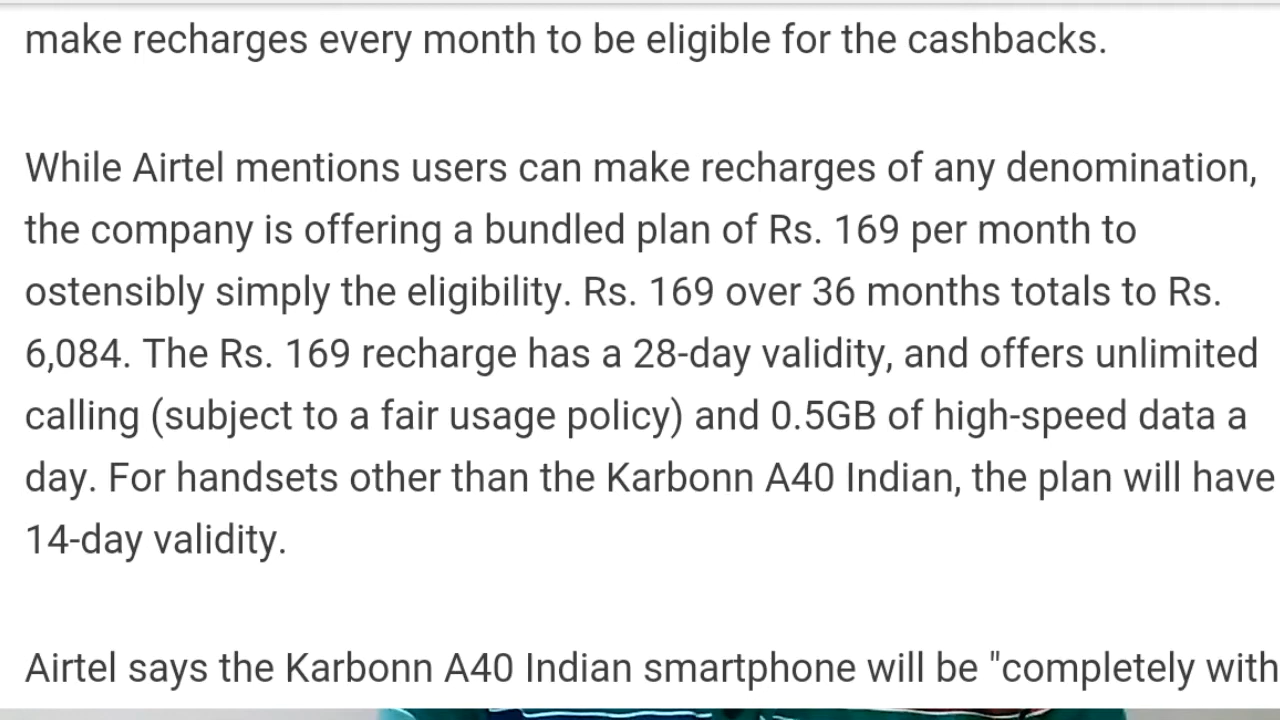 make recharges every month to be eligible for the cashbacks.
While Airtel mentions users can make recharges of any denomination,
the company is offering a bundled plan of Rs. 169 per month to
ostensibly simply the eligibility. Rs. 169 over 36 months totals to Rs.
6,084. The Rs. 169 recharge has a 28-day validity, and offers unlimited
calling (subject to a fair usage policy) and 0.5GB of high-speed data a
day. For handsets other than the Karbonn A40 Indian, the plan will have
14-day validity.
Airtel says the Karbonn A40 Indian smartphone will be "completely with